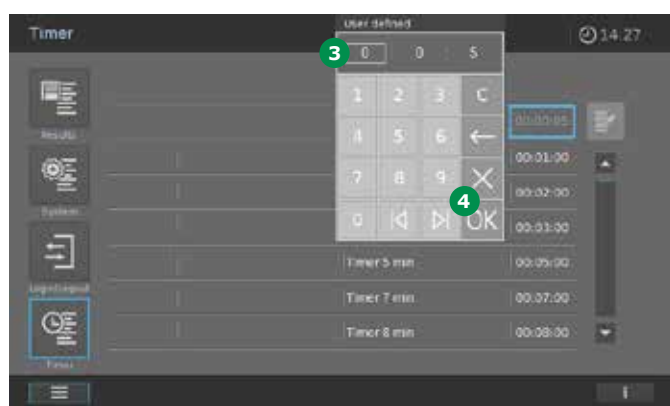 User defined
Timer
14.27
3
0 : 0 : 5
1 2 3 C
4 5 6 ←
7 8 9 X
4
0 OK
Results
System
Timer
00:00:05
00:01:00
00:02:00
00:03:00
Timer 5 min 00:05:00
Timer 7 min 00:07:00
Timer 8 min 00:08:00
i